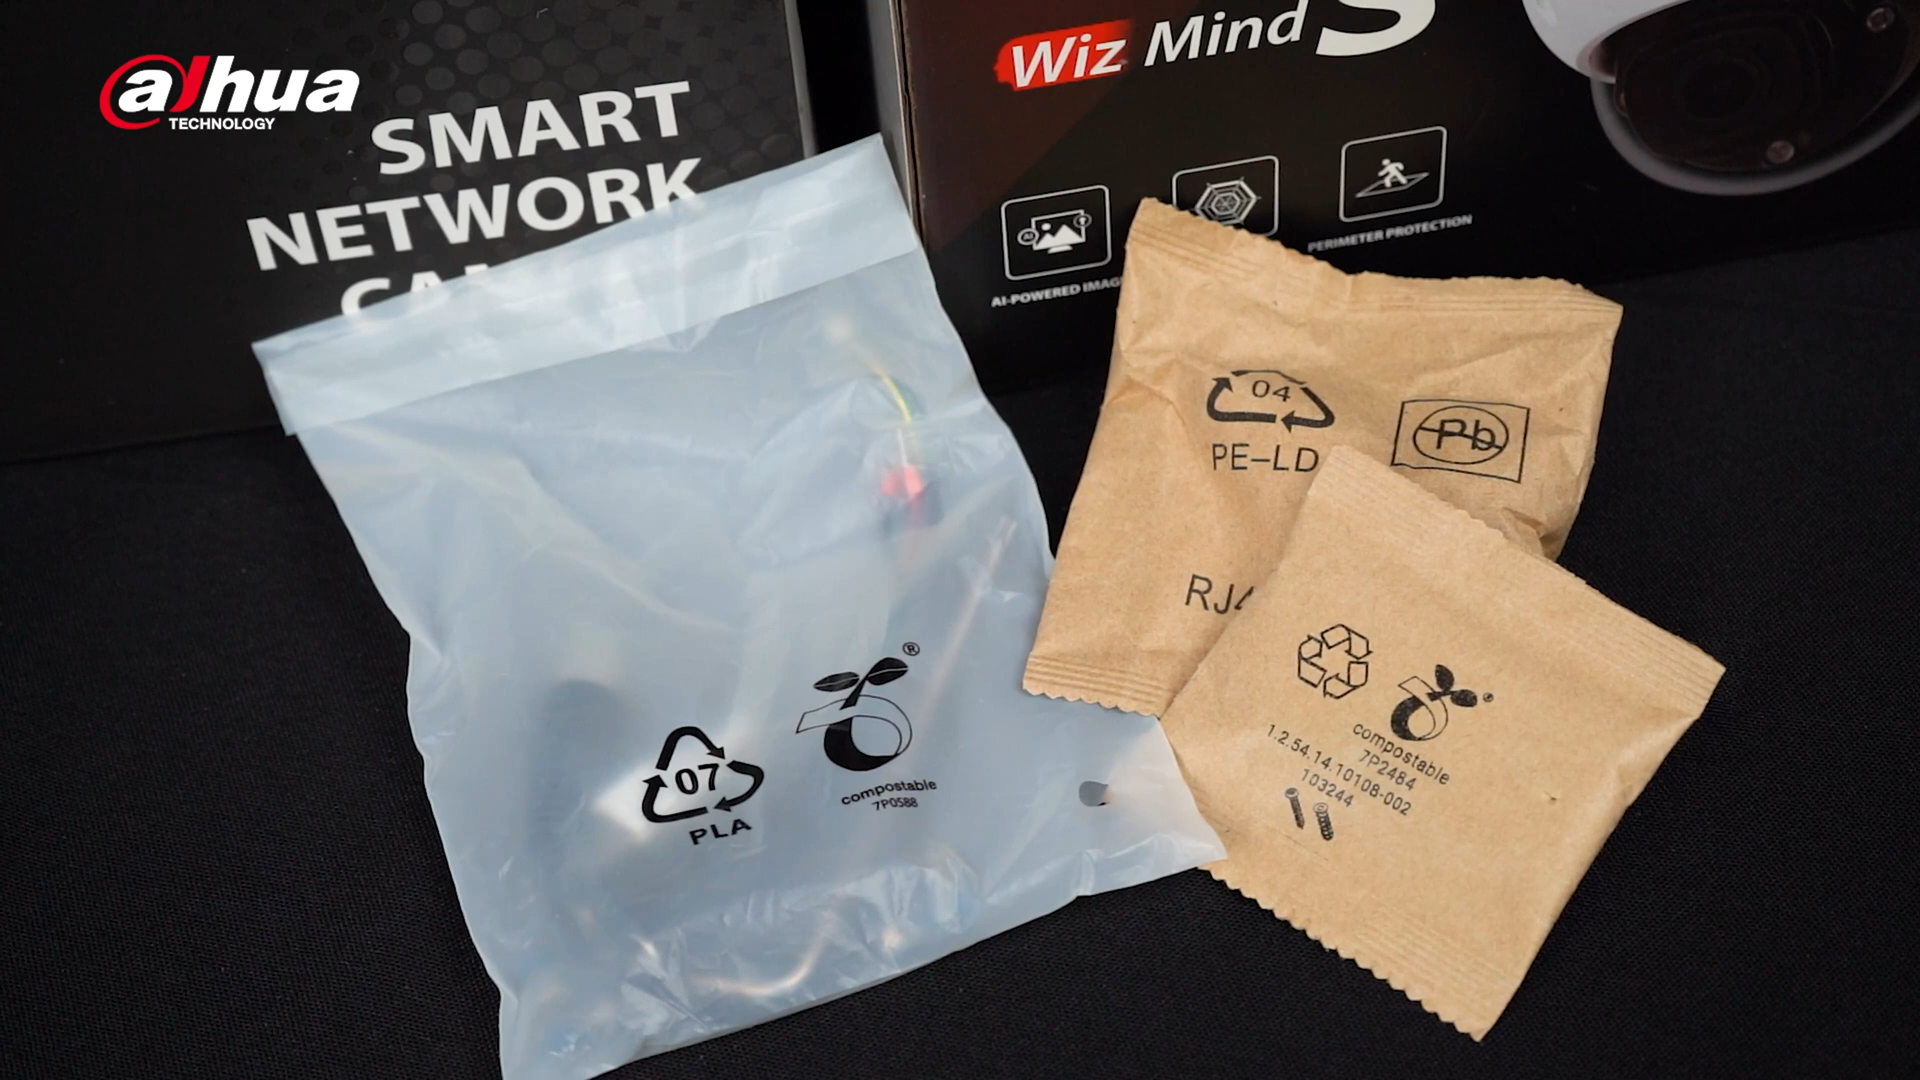 alhua
TECHNOLOGY
SMART
NETWORK
Wiz Mind S
AI-POWERED
PERIMETER PROTECTION
04
PE-LD
Pb
07
PLA
®
compostable
7P0588
compostable
7P2484
1.2.54.14.10108-002
103244